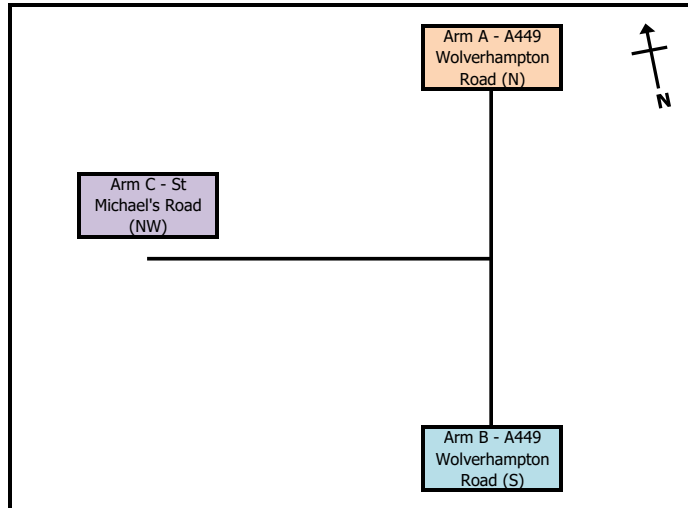 Arm A - A449
Wolverhampton
Road (N)
N
Arm C - St
Michael's Road
(NW)
Arm B - A449
Wolverhampton
Road (S)